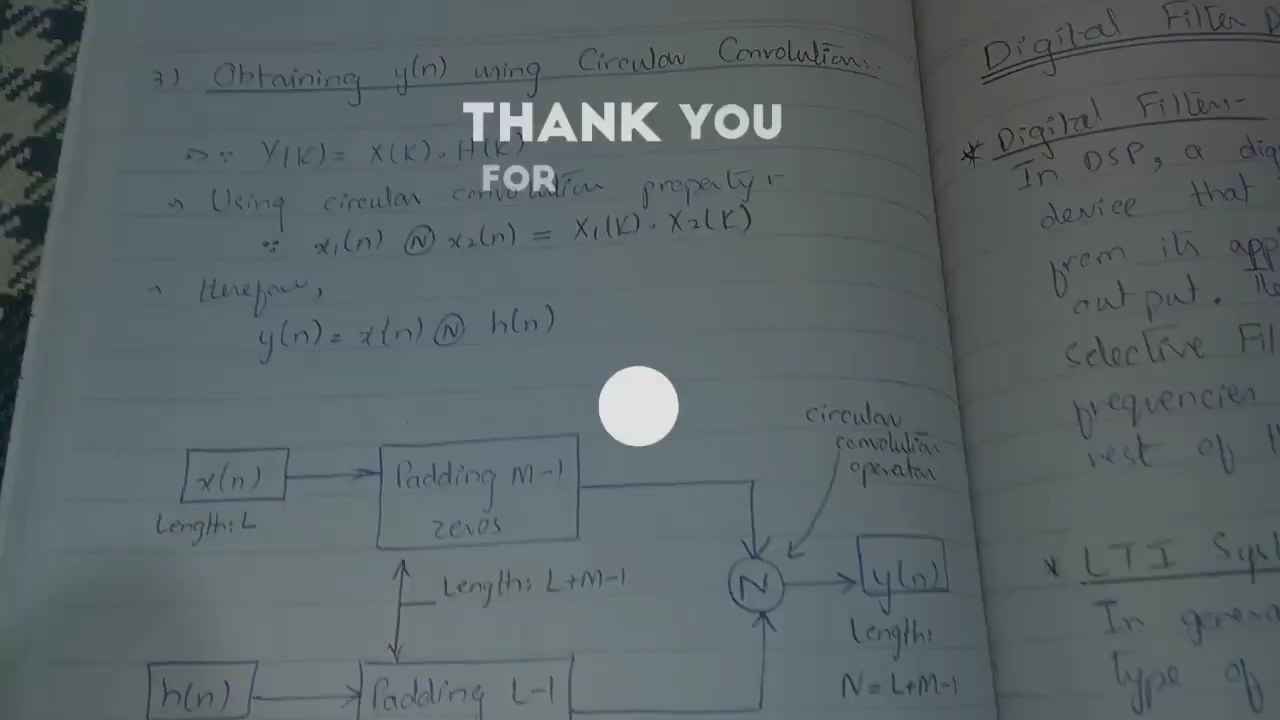 3) Obtaining y(n) using Circular Convolution:.
THANK YOU
FOR
∵ Y(K) = X(K) . H(K)
Using circular convolution property :-
∵ x1(n) Ⓝ x2(n) = X1(K) . X2(K)
Therefore,
y(n) = x(n) Ⓝ h(n)
circular
convolution
operator
x(n)
Length: L
Padding M-1
zeros
Length: L+M-1
N
y(n)
Length:
N = L+M-1
h(n)
Padding L-1
Digital Filter
* Digital Filter:-
In DSP, a dig
device that
from its app
output.
selective Fil
frequencies
rest of
* LTI Sys
In genera
type of